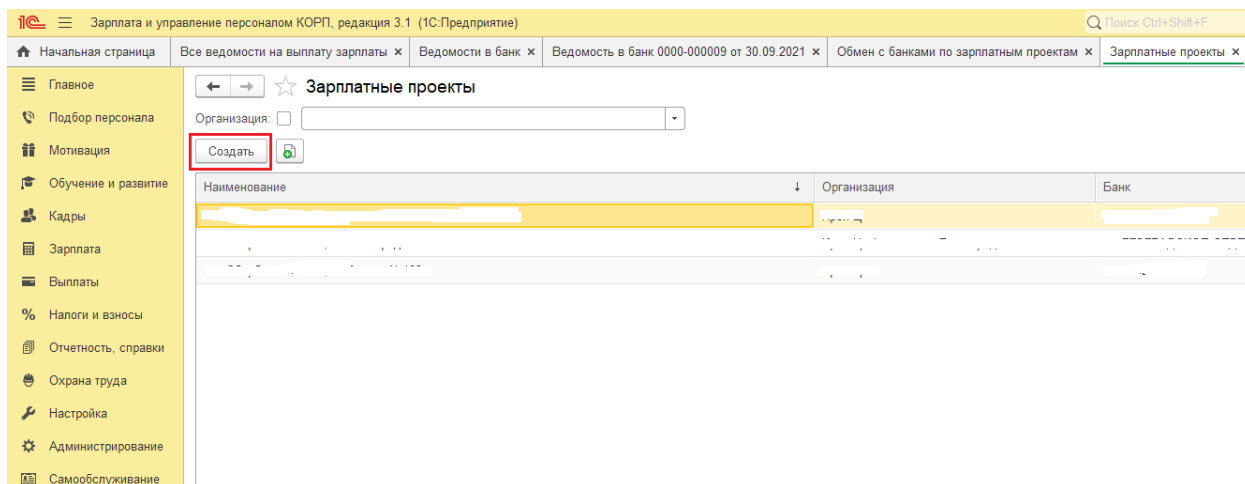 1С Зарплата и управление персоналом КОРП, редакция 3.1 (1С:Предприятие) Поиск Ctrl+Shift+F
Начальная страница Все ведомости на выплату зарплаты × Ведомости в банк × Ведомость в банк 0000-000009 от 30.09.2021 × Обмен с банками по зарплатным проектам × Зарплатные проекты ×
Главное
Подбор персонала
Мотивация
Обучение и развитие
Кадры
Зарплата
Выплаты
Налоги и взносы
Отчетность, справки
Охрана труда
Настройка
Администрирование
Самообслуживание
Зарплатные проекты
Организация:
Создать
Наименование ↓ Организация Банк